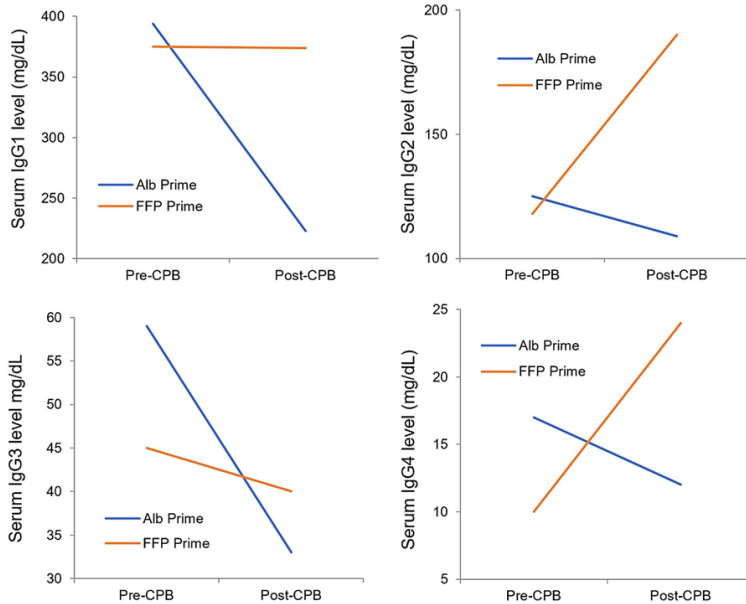 Serum IgG1 level (mg/dL)
400
350
300
250
200
Alb Prime
FFP Prime
Pre-CPB
Post-CPB
Serum IgG2 level (mg/dL)
200
150
100
Alb Prime
FFP Prime
Pre-CPB
Post-CPB
Serum IgG3 level mg/dL
60
55
50
45
40
35
30
Alb Prime
FFP Prime
Pre-CPB
Post-CPB
Serum IgG4 level (mg/dL)
25
20
15
10
5
Alb Prime
FFP Prime
Pre-CPB
Post-CPB